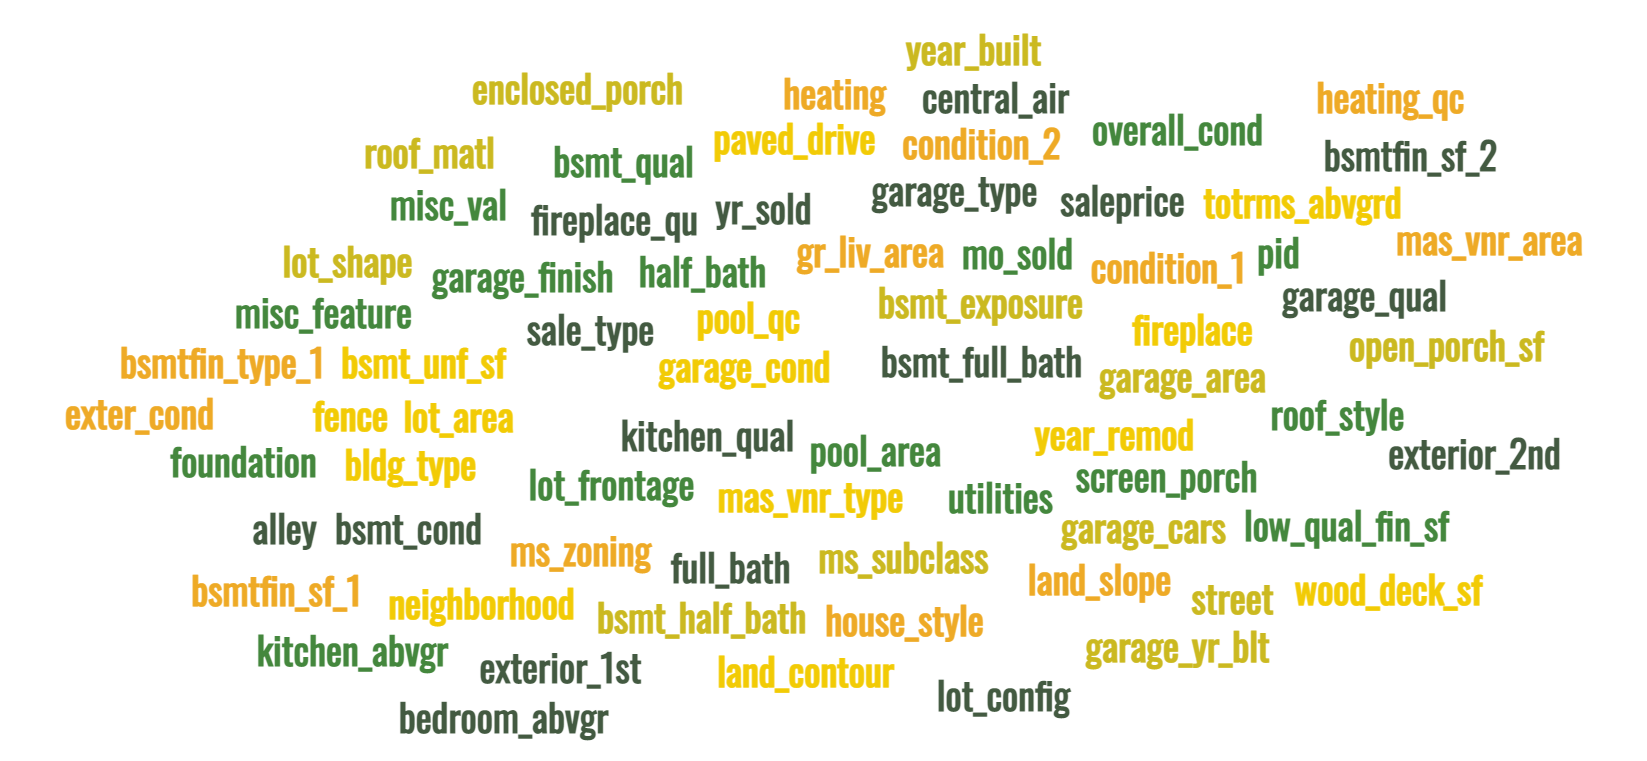 year_built
enclosed_porch heating central_air heating_qc
roof_matl bsmt_qual paved_drive condition_2 overall_cond bsmtfin_sf_2
misc_val fireplace_qu yr_sold garage_type saleprice totrms_abvgrd
lot_shape garage_finish half_bath gr_liv_area mo_sold condition_1 pid mas_vnr_area
misc_feature sale_type pool_qc bsmt_exposure fireplace garage_qual
bsmtfin_type_1 bsmt_unf_sf garage_cond bsmt_full_bath garage_area open_porch_sf
exter_cond fence lot_area kitchen_qual year_remod roof_style
foundation bldg_type lot_frontage pool_area screen_porch exterior_2nd
mas_vnr_type utilities
alley bsmt_cond ms_zoning full_bath ms_subclass garage_cars low_qual_fin_sf
bsmtfin_sf_1 neighborhood bsmt_half_bath house_style land_slope street wood_deck_sf
kitchen_abvgr exterior_1st land_contour garage_yr_blt
bedroom_abvgr lot_config